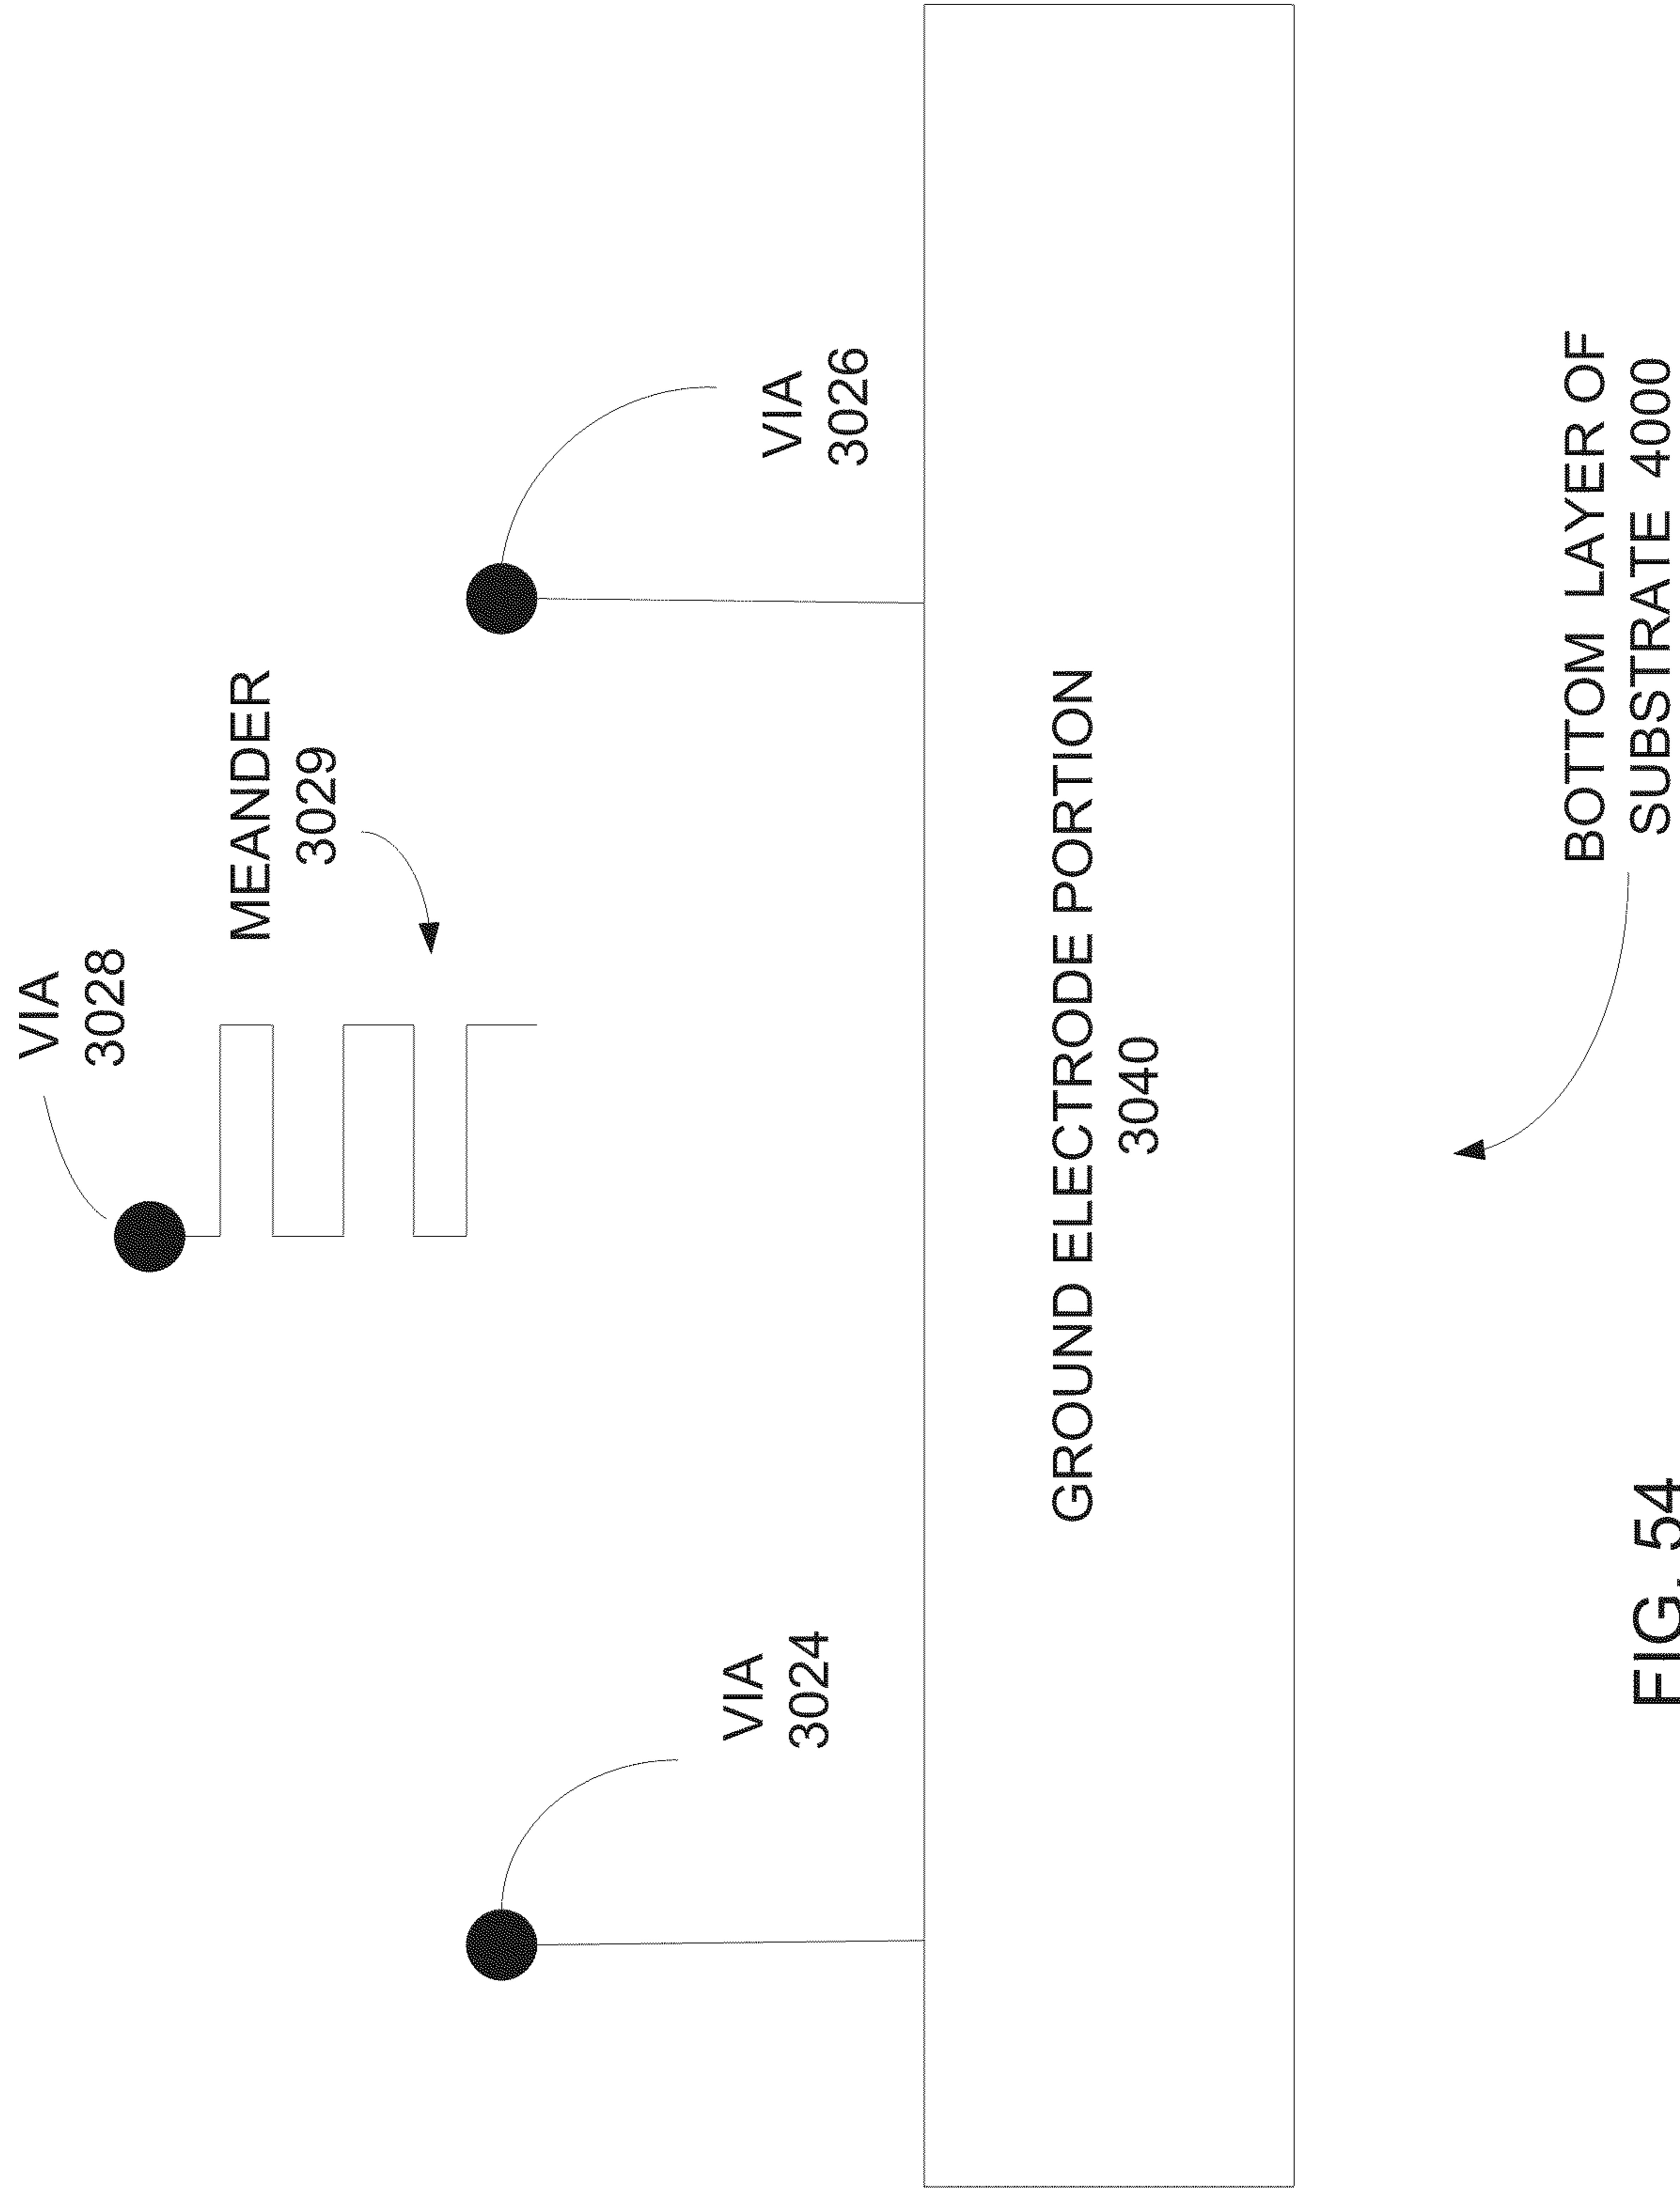 VIA
3028
MEANDER
3029
VIA
3024
VIA
3026
GROUND ELECTRODE PORTION
3040
BOTTOM LAYER OF
SUBSTRATE 4000
FIG. 54